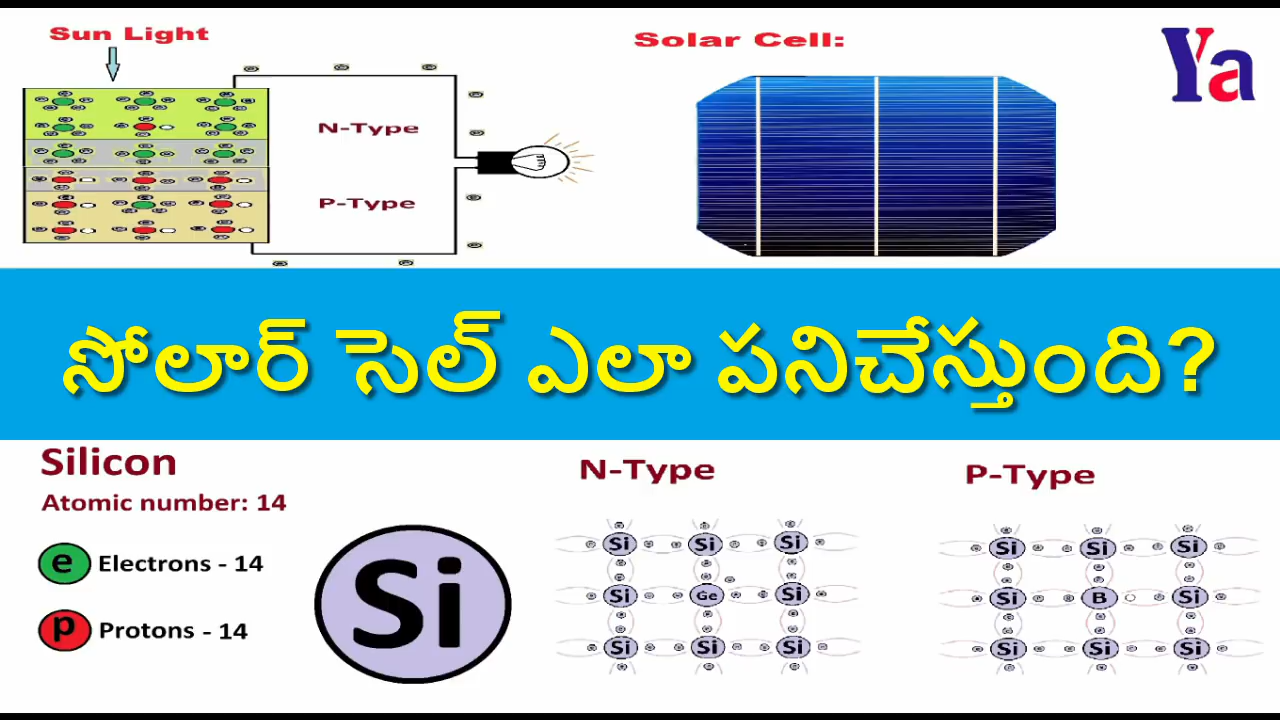 Sun Light
Solar Cell:
Ya
N-Type
P-Type
సోలార్ సెల్ ఎలా పనిచేస్తుంది?
Silicon
Atomic number: 14
e Electrons - 14
p Protons - 14
Si
N-Type
Si Si Si
Si Ge Si
Si Si Si
P-Type
Si Si Si
Si B Si
Si Si Si